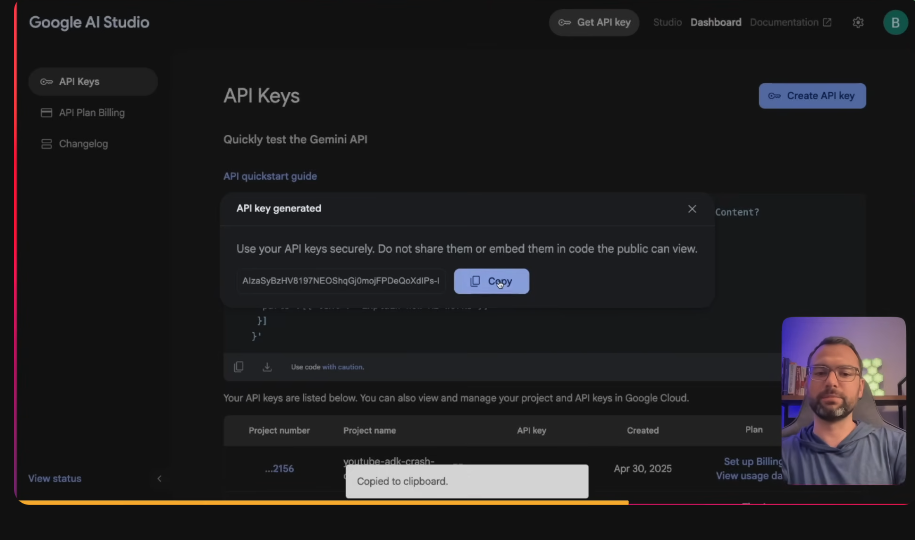 Google AI Studio
Get API key
Studio
Dashboard
Documentation
B
API Keys
API Plan Billing
Changelog
API Keys
Create API key
Quickly test the Gemini API
API quickstart guide
Content?
API key generated
Use your API keys securely. Do not share them or embed them in code the public can view.
Copy
}]
}'
Use code with caution.
Your API keys are listed below. You can also view and manage your project and API keys in Google Cloud.
Project number
Project name
API key
Created
Plan
...2156
youtube-adk-crash-
Apr 30, 2025
Set up Billing
View usage da
View status
Copied to clipboard.